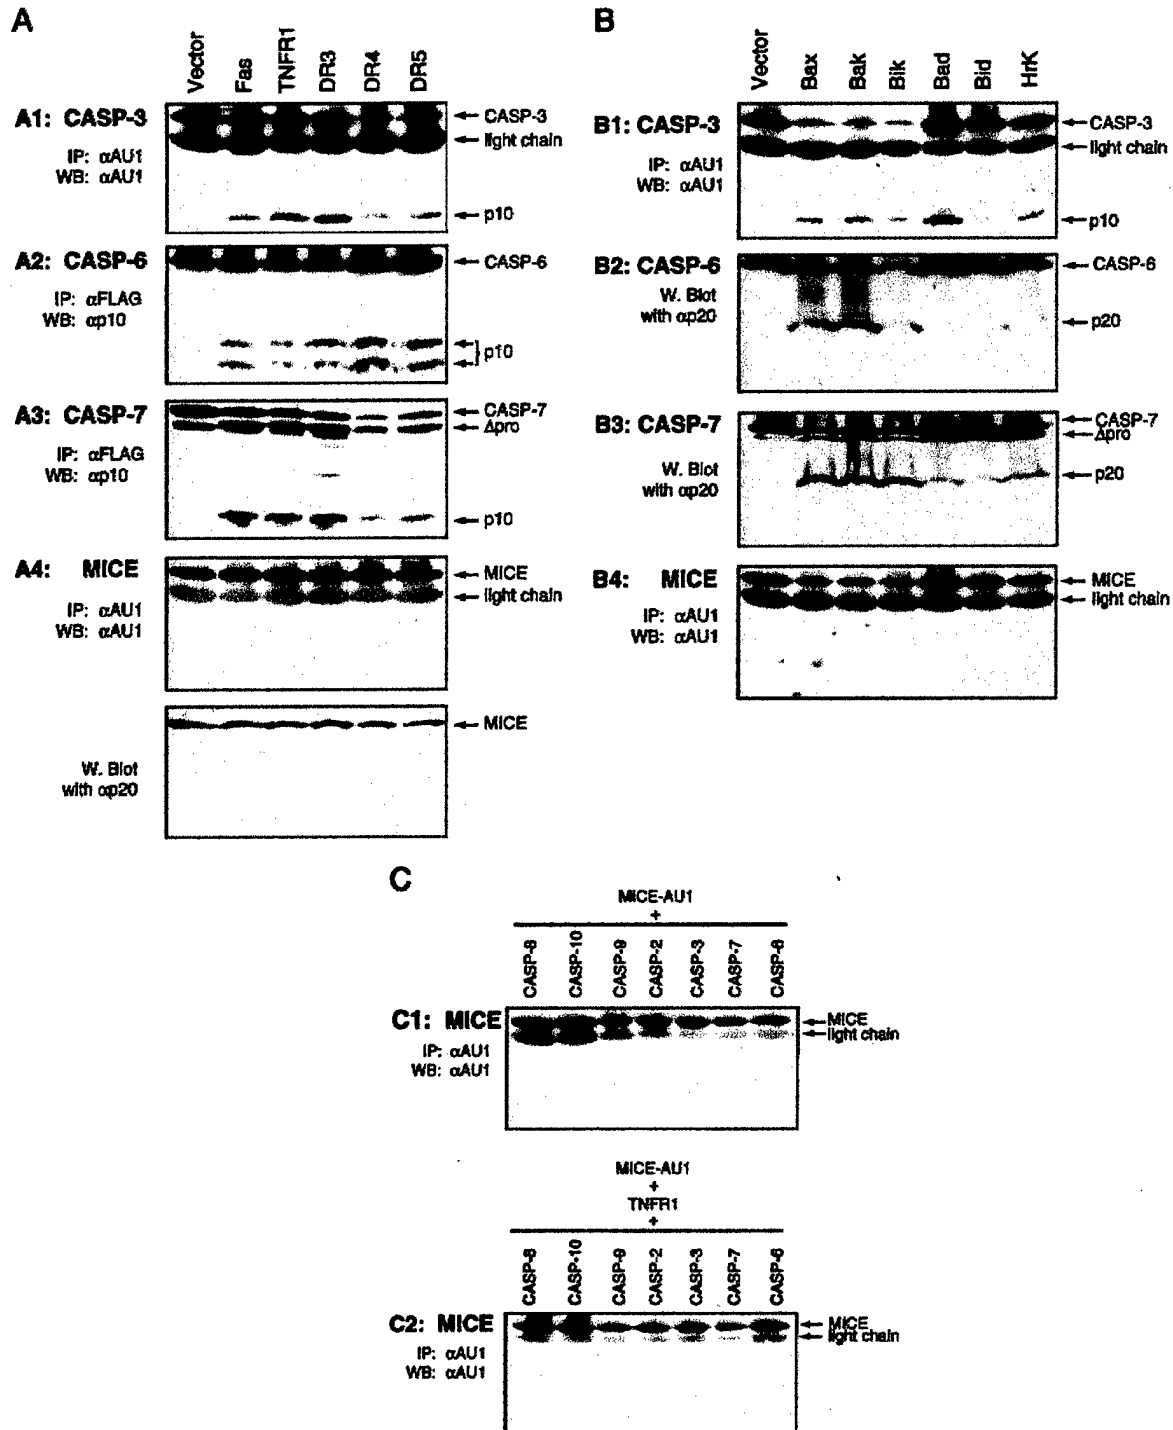 A
Vector
Fas
TNFR1
DR3
DR4
DR5
A1: CASP-3
IP: αAU1
WB: αAU1
CASP-3
light chain
p10
A2: CASP-6
IP: αFLAG
WB: αp10
CASP-6
p10
A3: CASP-7
IP: αFLAG
WB: αp10
CASP-7
Δpro
p10
A4: MICE
IP: αAU1
WB: αAU1
MICE
light chain
W. Blot
with αp20
MICE
B
Vector
Bax
Bak
Bik
Bad
Bid
HrK
B1: CASP-3
IP: αAU1
WB: αAU1
CASP-3
light chain
p10
B2: CASP-6
W. Blot
with αp20
CASP-6
p20
B3: CASP-7
W. Blot
with αp20
CASP-7
Δpro
p20
B4: MICE
IP: αAU1
WB: αAU1
MICE
light chain
C
MICE-AU1
+
CASP-8
CASP-10
CASP-9
CASP-2
CASP-3
CASP-7
CASP-6
C1: MICE
IP: αAU1
WB: αAU1
MICE
light chain
MICE-AU1
+
TNFR1
+
CASP-8
CASP-10
CASP-9
CASP-2
CASP-3
CASP-7
CASP-6
C2: MICE
IP: αAU1
WB: αAU1
MICE
light chain